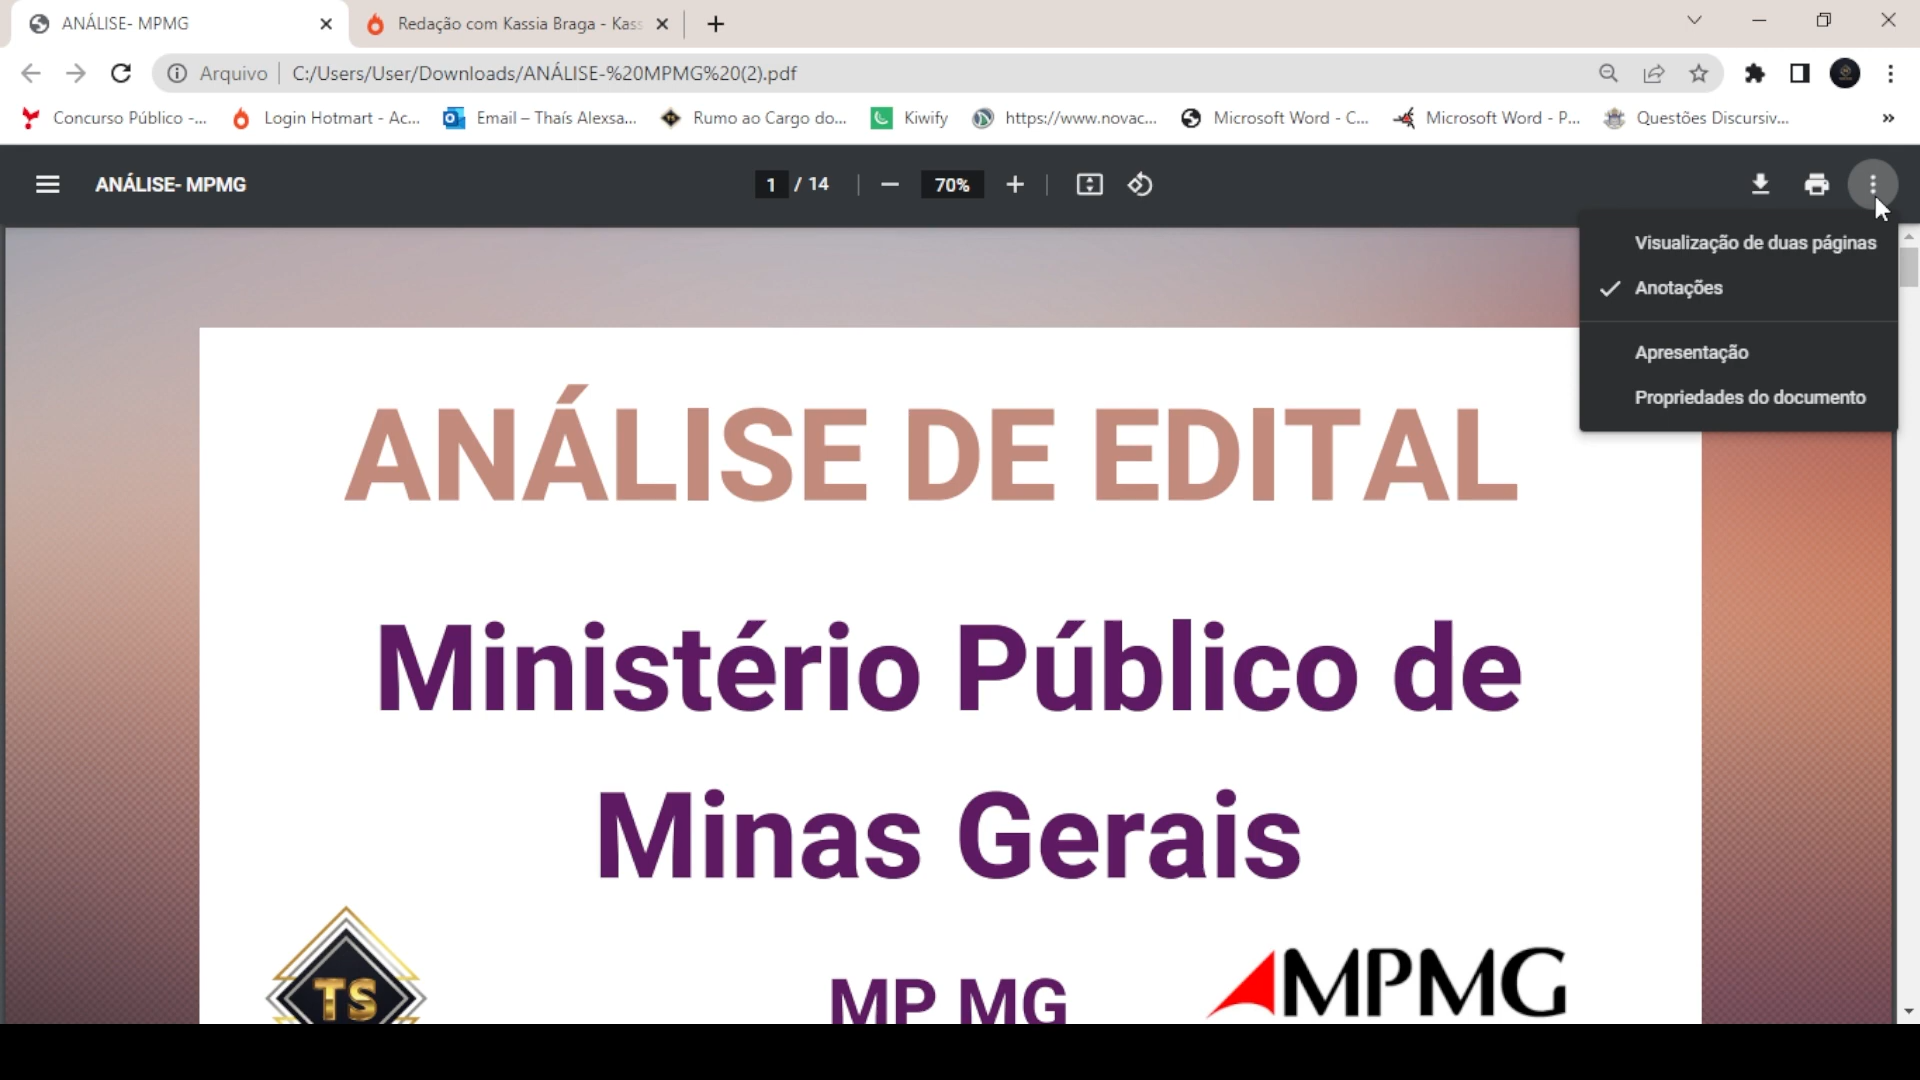 ANÁLISE- MPMG
Redação com Kassia Braga - Kass
Arquivo
C:/Users/User/Downloads/ANÁLISE-%20MPMG%20(2).pdf
Concurso Público -...
Login Hotmart - Ac...
Email – Thaís Alexsa...
Rumo ao Cargo do...
Kiwify
https://www.novac...
Microsoft Word - C...
Microsoft Word - P...
Questões Discursiv...
»
ANÁLISE- MPMG
1 / 14
70%
Visualização de duas páginas
Anotações
Apresentação
Propriedades do documento
ANÁLISE DE EDITAL
Ministério Público de
Minas Gerais
TS
MP MG
MPMG